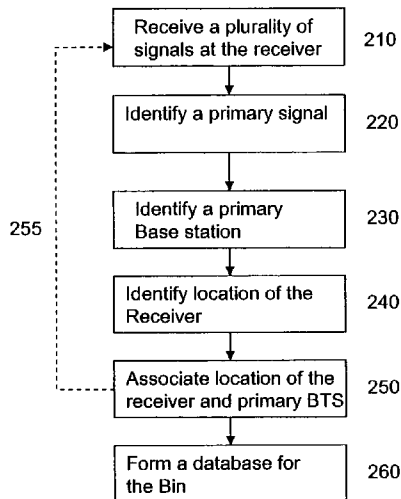 Receive a plurality of
signals at the receiver
210
Identify a primary signal
220
Identify a primary
Base station
230
255
Identify location of the
Receiver
240
Associate location of the
receiver and primary BTS
250
Form a database for
the Bin
260